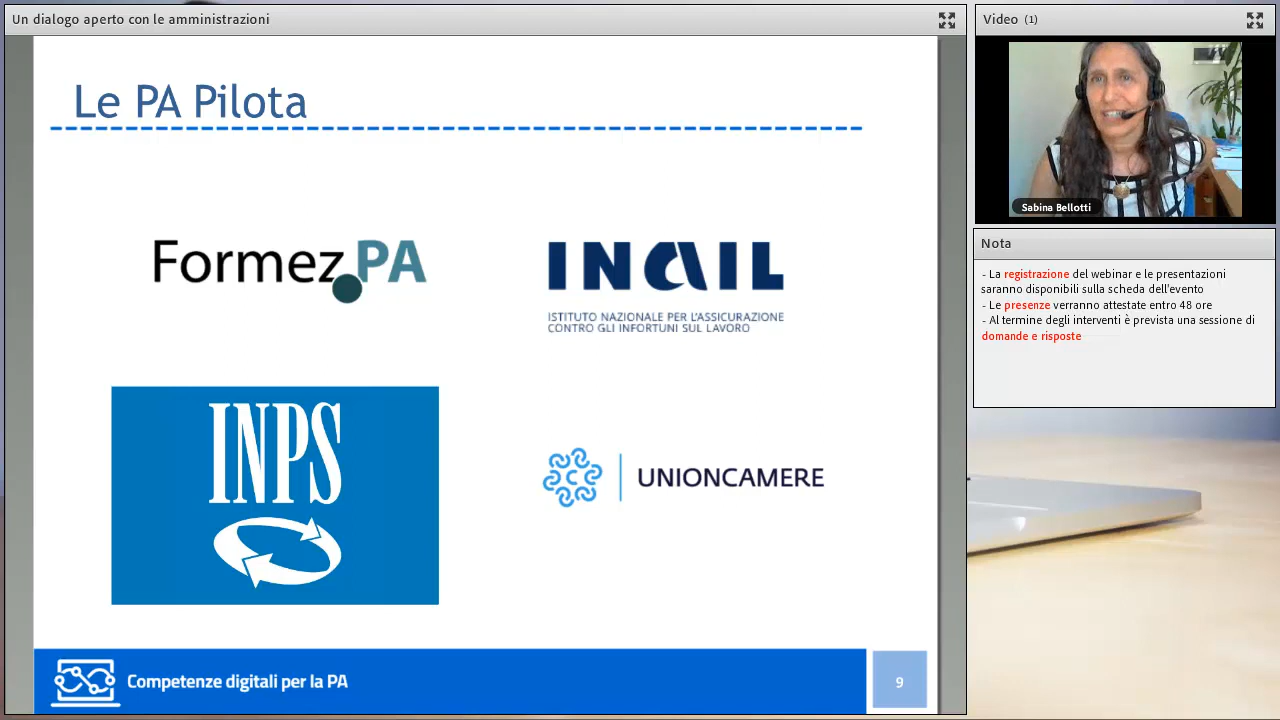 Un dialogo aperto con le amministrazioni
Le PA Pilota
Formez PA
INAIL
ISTITUTO NAZIONALE PER L'ASSICURAZIONE
CONTRO GLI INFORTUNI SUL LAVORO
INPS
UNIONCAMERE
Competenze digitali per la PA
9
Video (1)
Sabina Bellotti
Nota
- La registrazione del webinar e le presentazioni
saranno disponibili sulla scheda dell'evento
- Le presenze verranno attestate entro 48 ore
- Al termine degli interventi è prevista una sessione di
domande e risposte